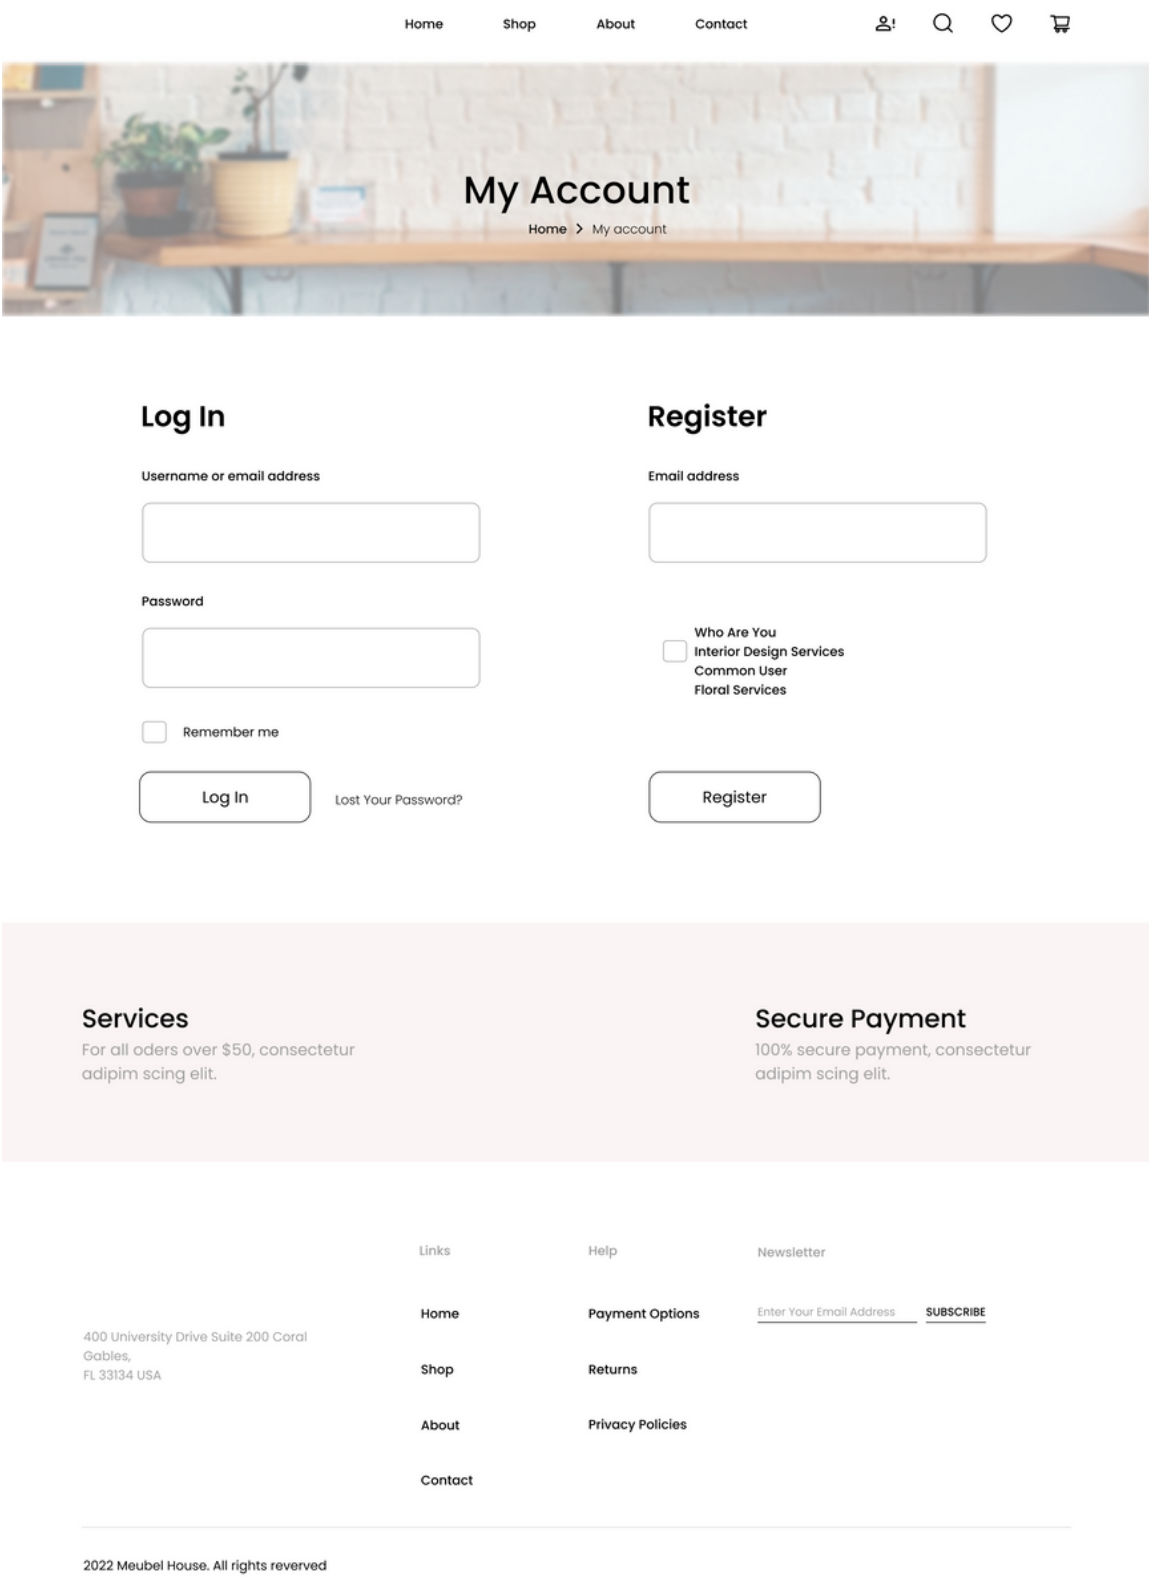 Home Shop About Contact
My Account
Home > My account
Log In
Username or email address
Password
Remember me
Log In Lost Your Password?
Register
Email address
Who Are You
Interior Design Services
Common User
Floral Services
Register
Services
For all oders over $50, consectetur
adipim scing elit.
Secure Payment
100% secure payment, consectetur
adipim scing elit.
400 University Drive Suite 200 Coral
Gables,
FL 33134 USA
Links
Home
Shop
About
Contact
Help
Payment Options
Returns
Privacy Policies
Newsletter
Enter Your Email Address SUBSCRIBE
2022 Meubel House. All rights reverved